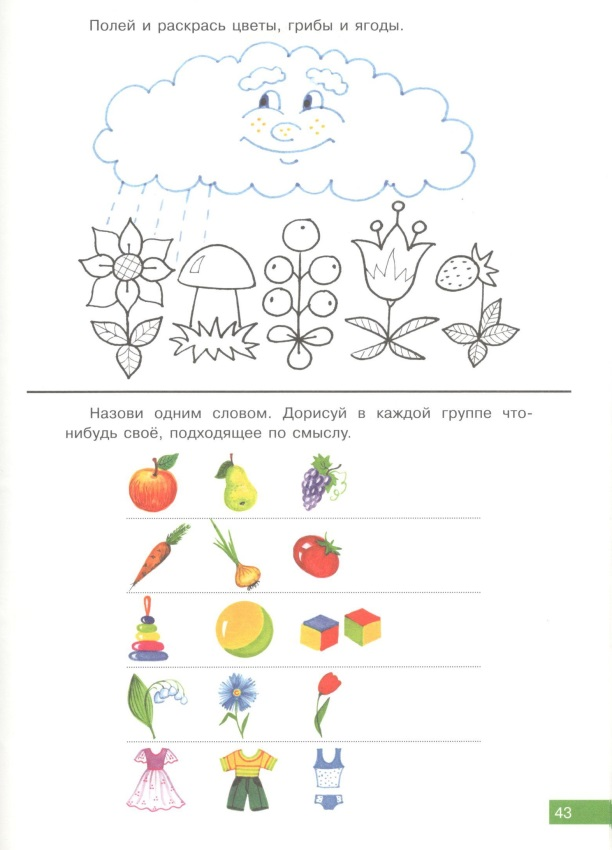 Полей и раскрась цветы, грибы и ягоды.
Назови одним словом. Дорисуй в каждой группе что-
нибудь своё, подходящее по смыслу.
43